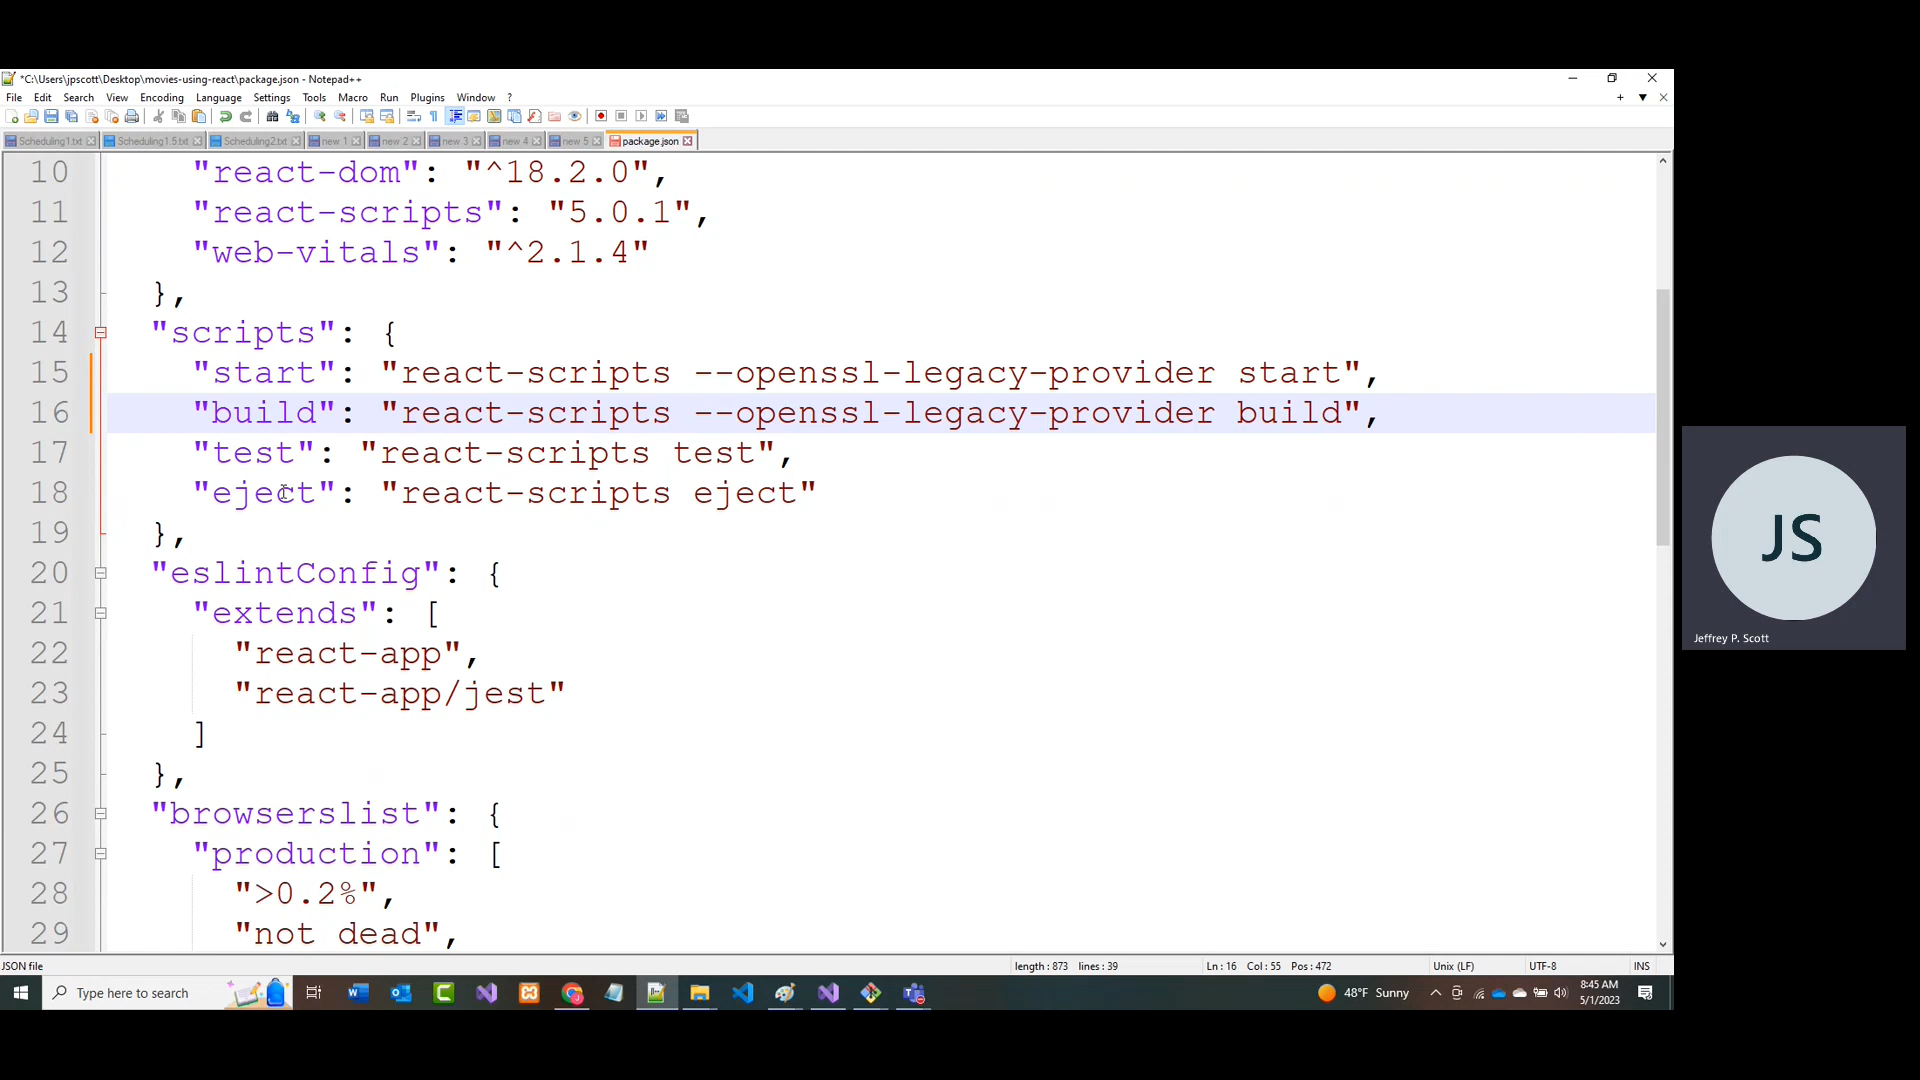 *C:\Users\jpscott\Desktop\movies-using-react\package.json - Notepad++
File Edit Search View Encoding Language Settings Tools Macro Run Plugins Window ?
Scheduling1.txt Scheduling1.5.txt Scheduling2.txt new 1 new 2 new 3 new 4 new 5 package.json
10 "react-dom": "^18.2.0",
11 "react-scripts": "5.0.1",
12 "web-vitals": "^2.1.4"
13 },
14 "scripts": {
15 "start": "react-scripts --openssl-legacy-provider start",
16 "build": "react-scripts --openssl-legacy-provider build",
17 "test": "react-scripts test",
18 "eject": "react-scripts eject"
19 },
20 "eslintConfig": {
21 "extends": [
22 "react-app",
23 "react-app/jest"
24 ]
25 },
26 "browserslist": {
27 "production": [
28 ">0.2%",
29 "not dead",
JS
Jeffrey P. Scott
JSON file length : 873 lines : 39 Ln : 16 Col : 55 Pos : 472 Unix (LF) UTF-8 INS
Type here to search 48°F Sunny 8:45 AM
5/1/2023